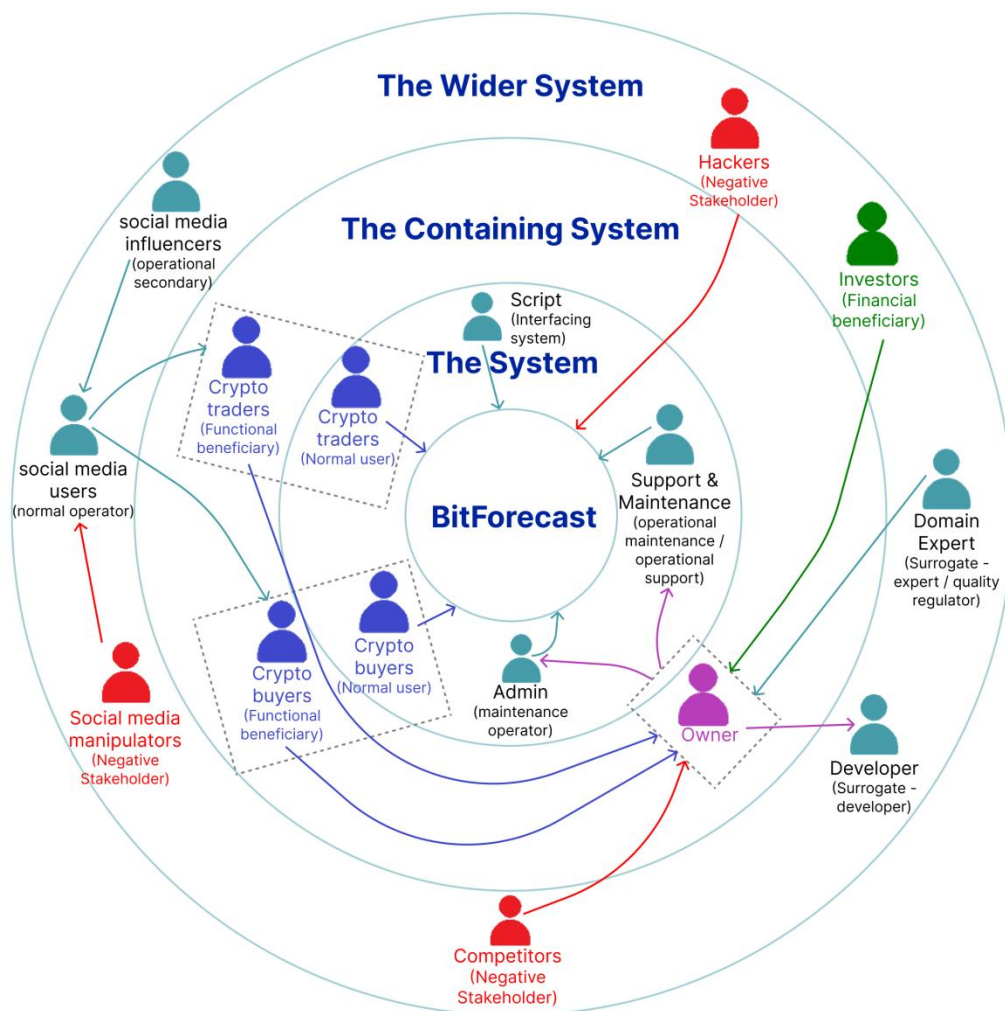 The Wider System
Hackers
(Negative
Stakeholder)
social media
influencers
(operational
secondary)
The Containing System
Investors
(Financial
beneficiary)
Script
(Interfacing
system)
The System
Crypto
traders
(Functional
beneficiary)
Crypto
traders
(Normal user)
social media
users
(normal operator)
Support &
Maintenance
(operational
maintenance /
operational
support)
BitForecast
Domain
Expert
(Surrogate -
expert / quality
regulator)
Crypto
buyers
(Normal user)
Crypto
buyers
(Functional
beneficiary)
Admin
(maintenance
operator)
Owner
Social media
manipulators
(Negative
Stakeholder)
Developer
(Surrogate -
developer)
Competitors
(Negative
Stakeholder)